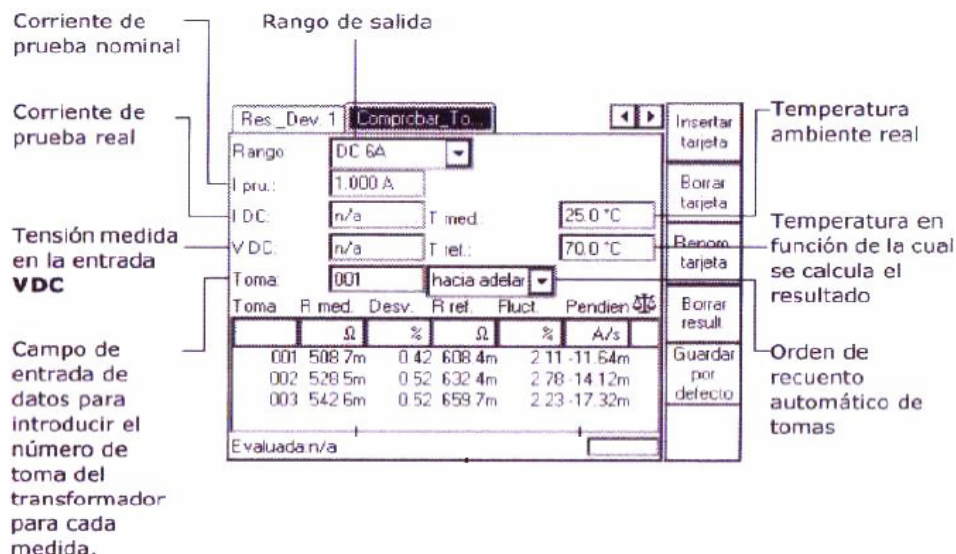 Corriente de
prueba nominal
Rango de salida
Corriente de
prueba real
Tensión medida
en la entrada
VDC
Campo de
entrada de
datos para
introducir el
número de
toma del
transformador
para cada
medida.
Res._Dev. 1 Comprobar_To...
Rango DC 6A
I pru.: 1.000 A
I DC: n/a T med.: 25.0 °C
V DC: n/a T ref.: 70.0 °C
Toma: 001 hacia adelar
Toma R med. Desv. R ref. Fluct. Pendien
Ω % Ω % A/s
001 508.7m 0.42 608.4m 2.11 -11.64m
002 528.5m 0.52 632.4m 2.78 -14.12m
003 542.6m 0.52 659.7m 2.23 -17.32m
Evaluada:n/a
Insertar
tarjeta
Borrar
tarjeta
Renom.
tarjeta
Borrar
result.
Guardar
por
defecto
Temperatura
ambiente real
Temperatura en
función de la cual
se calcula el
resultado
Orden de
recuento
automático de
tomas